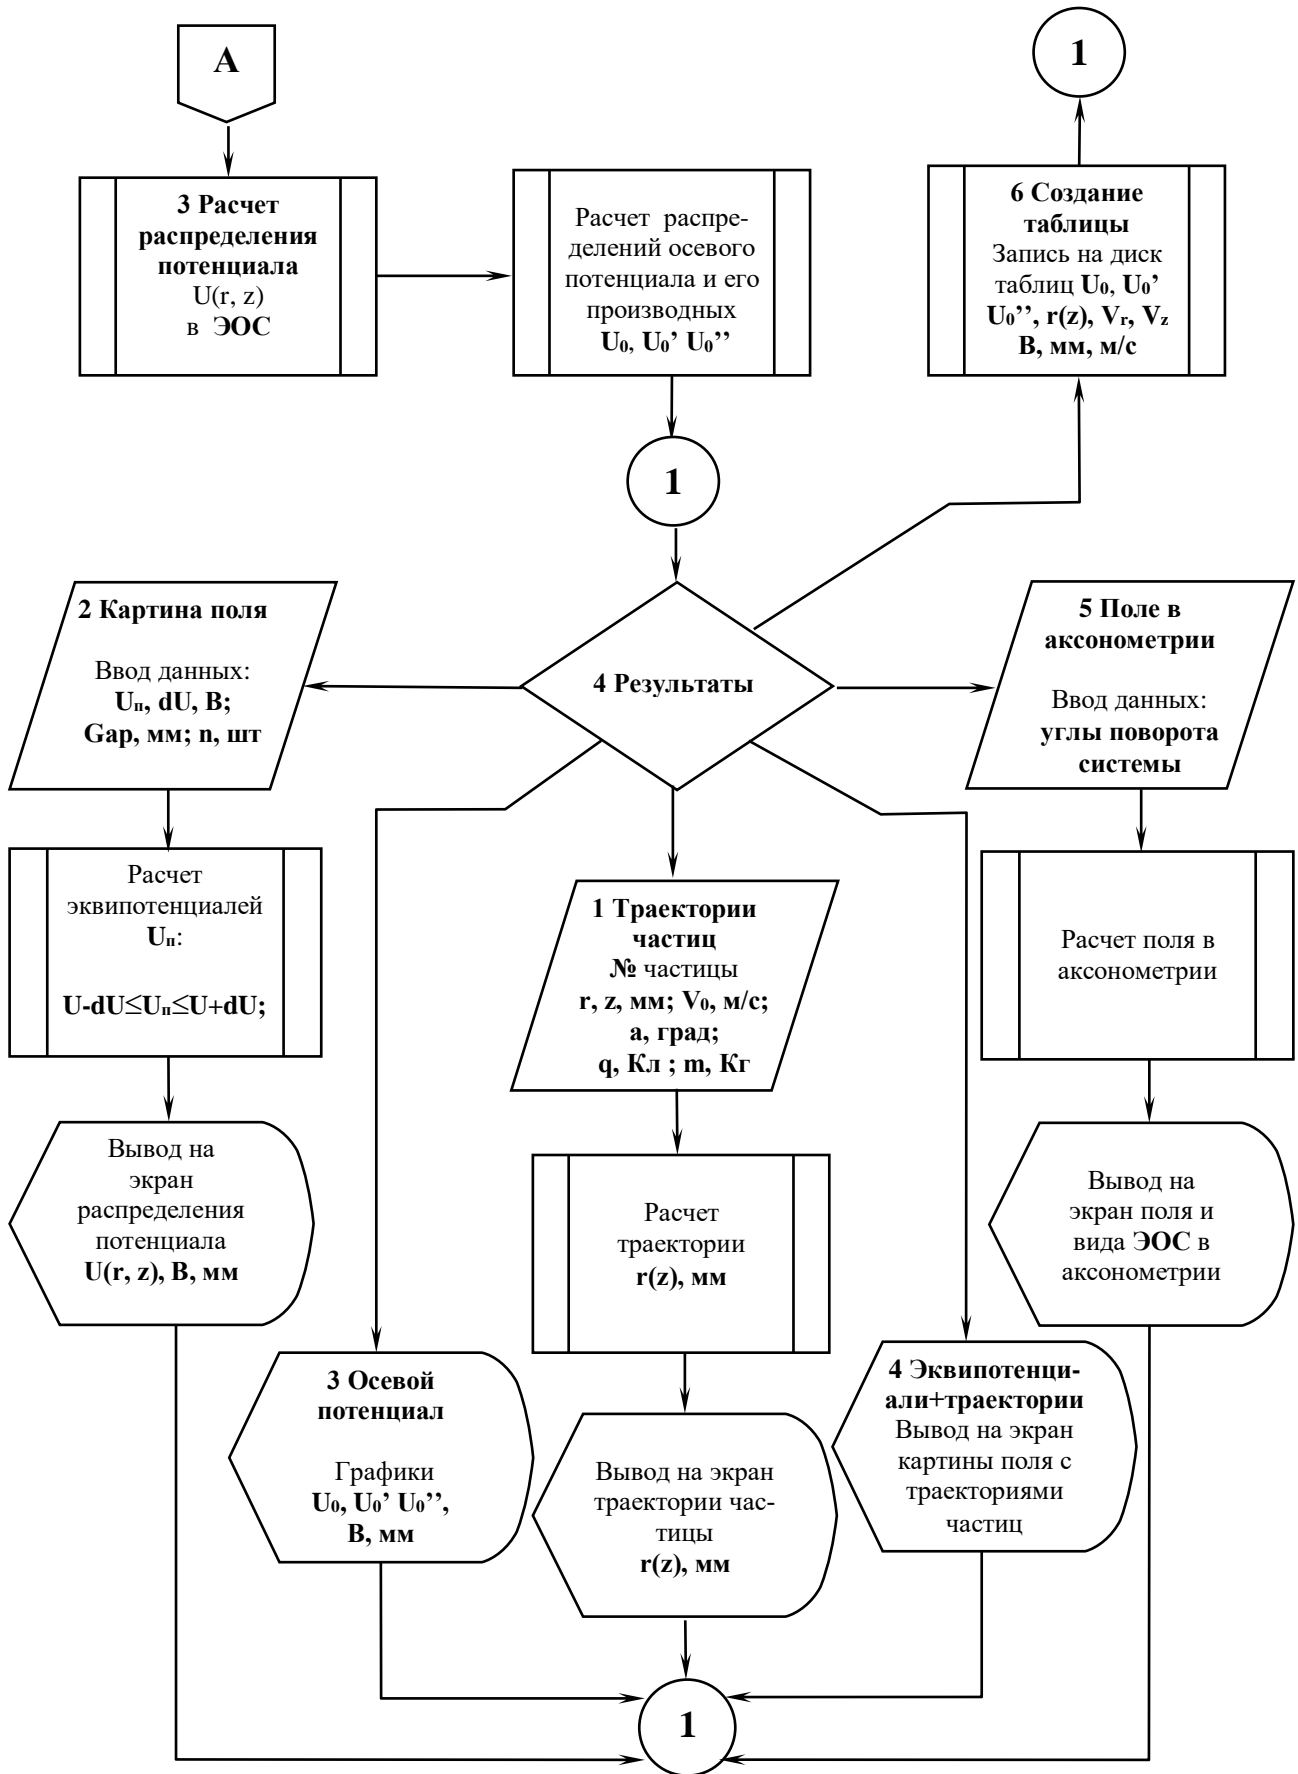 A
1
3 Расчет
распределения
потенциала
U(r, z)
в ЭОС
Расчет распре-
делений осевого
потенциала и его
производных
U₀, U₀’ U₀’’
6 Создание
таблицы
Запись на диск
таблиц U₀, U₀’
U₀’’, r(z), Vᵣ, V_z
В, мм, м/с
1
2 Картина поля
Ввод данных:
Uп, dU, В;
Gap, мм; n, шт
4 Результаты
5 Поле в
аксонометрии
Ввод данных:
углы поворота
системы
Расчет
эквипотенциалей
Uп:
U-dU≤Uп≤U+dU;
1 Траектории
частиц
№ частицы
r, z, мм; V₀, м/с;
a, град;
q, Кл ; m, Кг
Расчет поля в
аксонометрии
Вывод на
экран
распределения
потенциала
U(r, z), В, мм
Расчет
траектории
r(z), мм
Вывод на
экран поля и
вида ЭОС в
аксонометрии
3 Осевой
потенциал
Графики
U₀, U₀’ U₀’’,
В, мм
Вывод на экран
траектории час-
тицы
r(z), мм
4 Эквипотенци-
али+траектории
Вывод на экран
картины поля с
траекториями
частиц
1